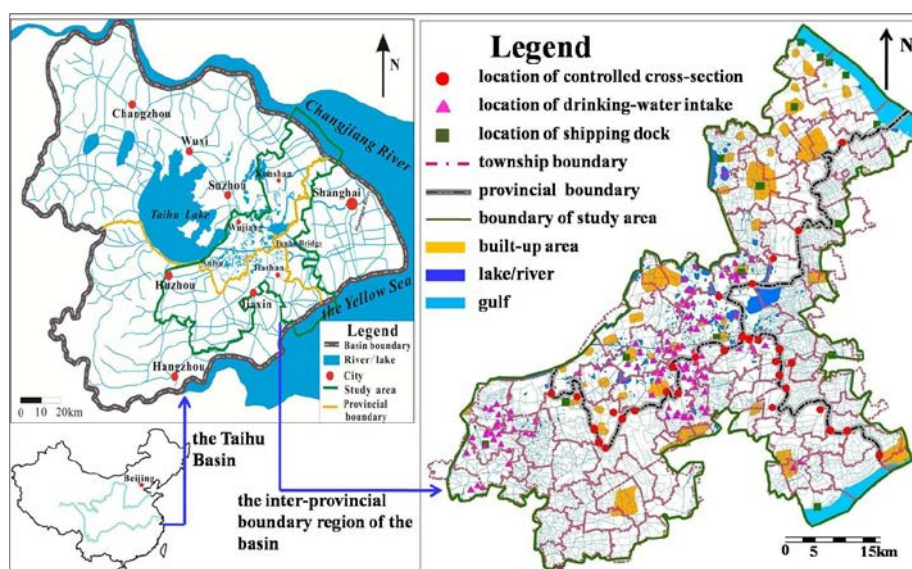 N
Changjiang River
Changzhou
Wuxi
Suzhou
Kunshan
Shanghai
Taihu Lake
Wujiang
Huzhou
Jiashan
Jiaxin
the Yellow Sea
Hangzhou
0 10 20km
Legend
Basin boundary
River/lake
City
Study area
Provincial
boundary
Beijing
the Taihu
Basin
the inter-provincial
boundary region of the
basin
Legend
location of controlled cross-section
location of drinking-water intake
location of shipping dock
township boundary
provincial boundary
boundary of study area
built-up area
lake/river
gulf
N
0 5 15km